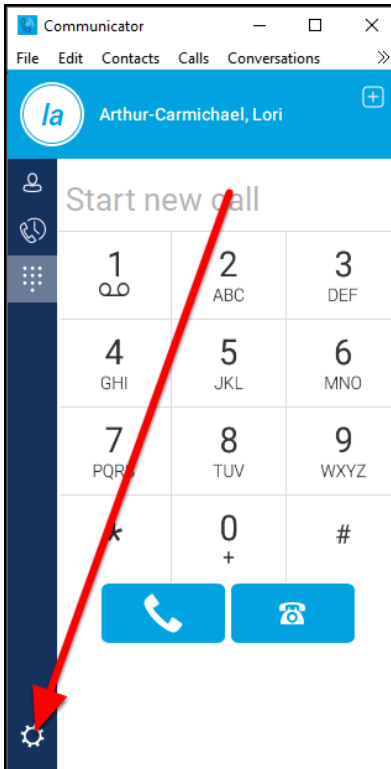 Communicator
File Edit Contacts Calls Conversations »
la
Arthur-Carmichael, Lori
Start new call
1 2 3
ABC DEF
4 5 6
GHI JKL MNO
7 8 9
PQRS TUV WXYZ
* 0 #
+